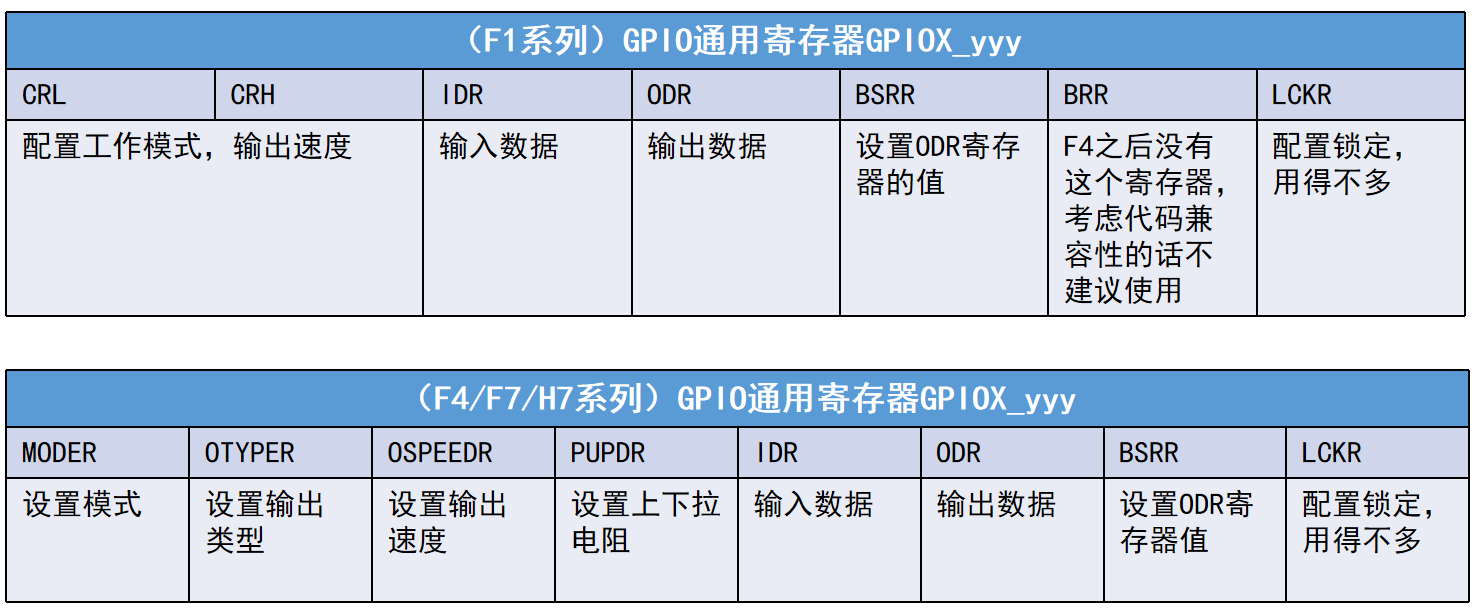 （F1系列）GPIO通用寄存器GPIOX_yyy
CRL
CRH
IDR
ODR
BSRR
BRR
LCKR
配置工作模式，输出速度
输入数据
输出数据
设置ODR寄存
器的值
F4之后没有
这个寄存器，
考虑代码兼
容性的话不
建议使用
配置锁定，
用得不多
（F4/F7/H7系列）GPIO通用寄存器GPIOX_yyy
MODER
OTYPER
OSPEEDR
PUPDR
IDR
ODR
BSRR
LCKR
设置模式
设置输出
类型
设置输出
速度
设置上下拉
电阻
输入数据
输出数据
设置ODR寄
存器值
配置锁定，
用得不多